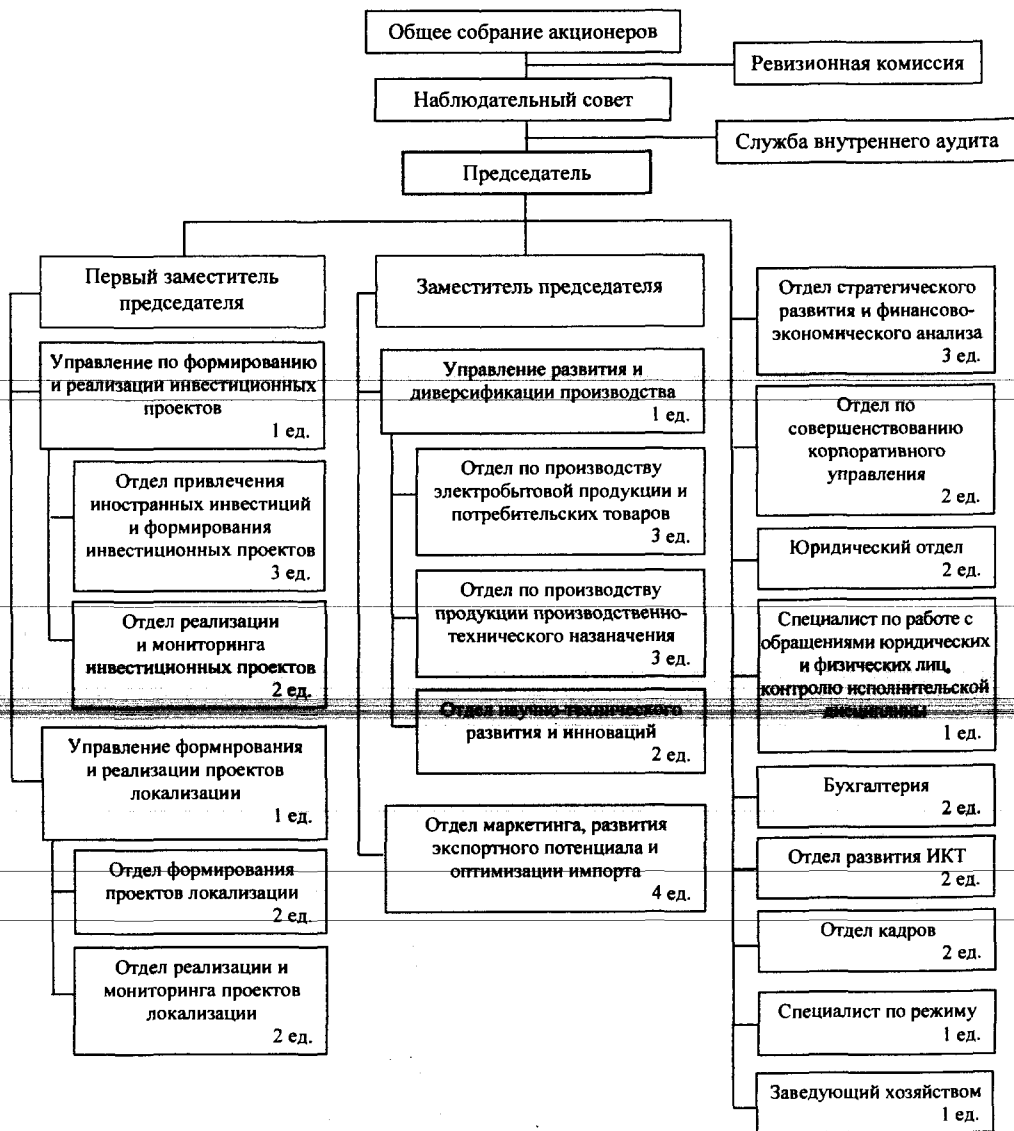 Общее собрание акционеров
Ревизионная комиссия
Наблюдательный совет
Служба внутреннего аудита
Председатель
Первый заместитель
председателя
Управление по формированию
и реализации инвестиционных
проектов
1 ед.
Отдел привлечения
иностранных инвестиций
и формирования
инвестиционных проектов
3 ед.
Отдел реализации
и мониторинга
инвестиционных проектов
2 ед.
Управление формирования
и реализации проектов
локализации
1 ед.
Отдел формирования
проектов локализации
2 ед.
Отдел реализации и
мониторинга проектов
локализации
2 ед.
Заместитель председателя
Управление развития и
диверсификации производства
1 ед.
Отдел по производству
электробытовой продукции и
потребительских товаров
3 ед.
Отдел по производству
продукции производственно-
технического назаначения
3 ед.
Отдел научно-технического
развития и инноваций
2 ед.
Отдел маркетинга, развития
экспортного потенциала и
оптимизации импорта
4 ед.
Отдел стратегического
развития и финансово-
экономического анализа
3 ед.
Отдел по
совершенствованию
корпоративного
управления
2 ед.
Юридический отдел
2 ед.
Специалист по работе с
обращениями юридических
и физических лиц,
контролю исполнительской
дисциплины
1 ед.
Бухгалтерия
2 ед.
Отдел развития ИКТ
2 ед.
Отдел кадров
2 ед.
Специалист по режиму
1 ед.
Заведующий хозяйством
1 ед.